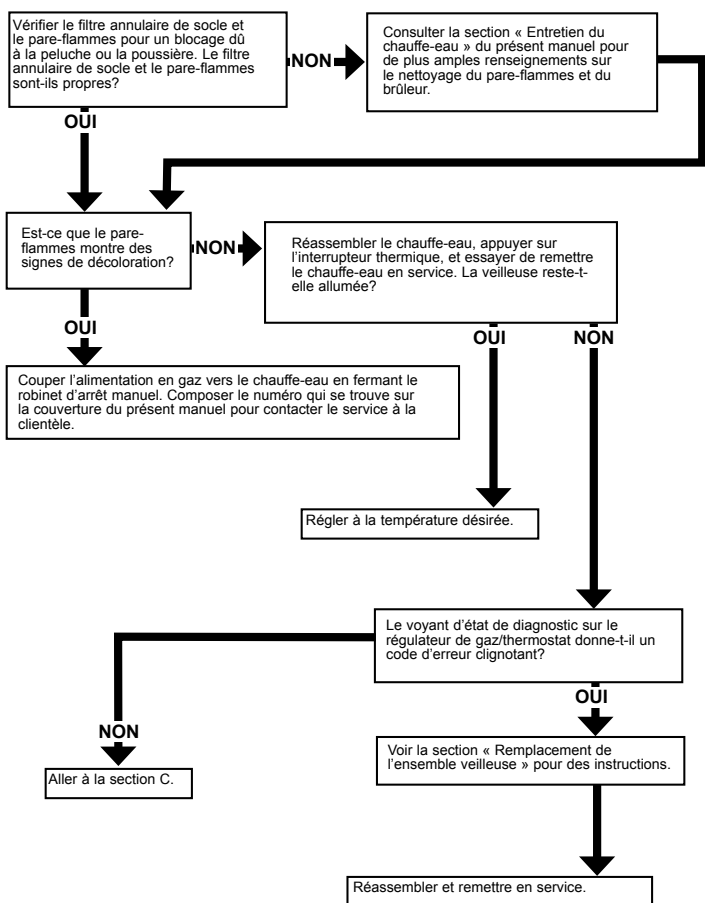 Vérifier le filtre annulaire de socle et
le pare-flammes pour un blocage dû
à la peluche ou la poussière. Le filtre
annulaire de socle et le pare-flammes
sont-ils propres?
NON
Consulter la section « Entretien du
chauffe-eau » du présent manuel pour
de plus amples renseignements sur
le nettoyage du pare-flammes et du
brûleur.
OUI
Est-ce que le pare-
flammes montre des
signes de décoloration?
NON
Réassembler le chauffe-eau, appuyer sur
l'interrupteur thermique, et essayer de remettre
le chauffe-eau en service. La veilleuse reste-t-
elle allumée?
OUI
OUI
NON
Couper l'alimentation en gaz vers le chauffe-eau en fermant le
robinet d'arrêt manuel. Composer le numéro qui se trouve sur
la couverture du présent manuel pour contacter le service à la
clientèle.
Régler à la température désirée.
Le voyant d'état de diagnostic sur le
régulateur de gaz/thermostat donne-t-il un
code d'erreur clignotant?
OUI
NON
Voir la section « Remplacement de
l'ensemble veilleuse » pour des instructions.
Aller à la section C.
Réassembler et remettre en service.